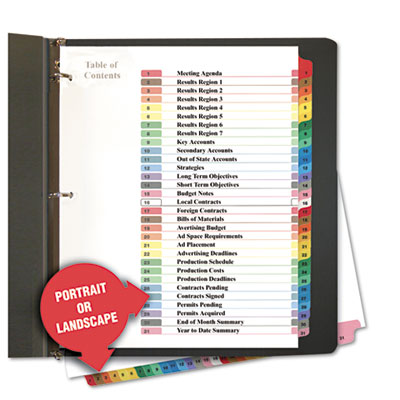 Table of
Contents
1 Meeting Agenda
2 Results Region 1
3 Results Region 2
4 Results Region 3
5 Results Region 4
6 Results Region 5
7 Results Region 6
8 Results Region 7
9 Key Accounts
10 Secondary Accounts
11 Out of State Accounts
12 Strategies
13 Long Term Objectives
14 Short Term Objectives
15 Budget Notes
16 Local Contracts
17 Foreign Contracts
18 Bills of Materials
19 Avertising Budget
20 Ad Space Requirements
21 Ad Placement
22 Advertising Deadlines
23 Production Schedule
24 Production Costs
25 Production Deadlines
26 Contracts Pending
27 Contracts Signed
28 Permits Pending
29 Permits Acquired
30 End of Month Summary
31 Year to Date Summary
PORTRAIT
OR
LANDSCAPE
31